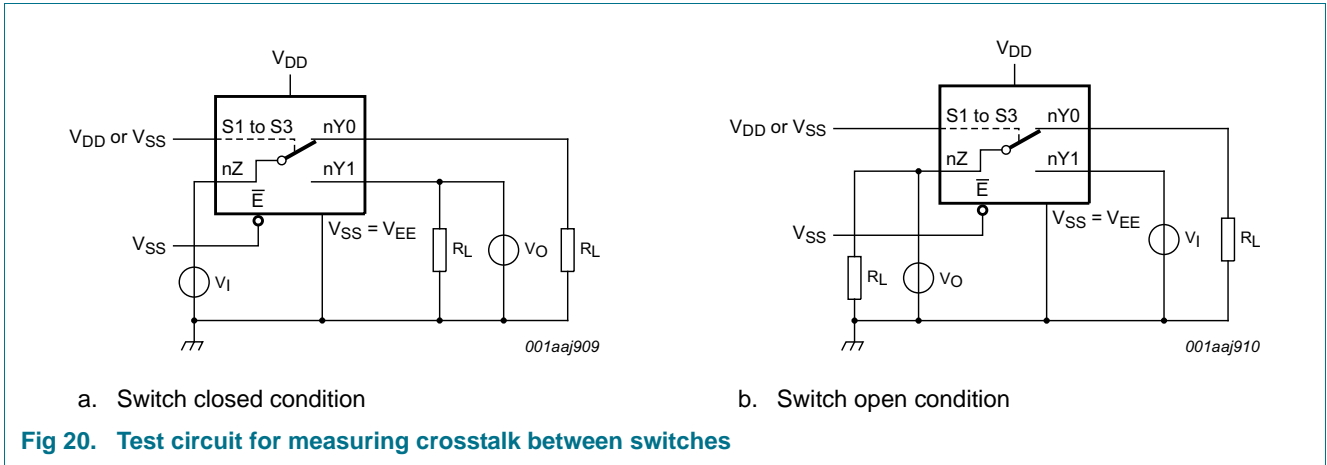 VDD
S1 to S3
nY0
VDD or VSS
nZ
nY1
E̅
VSS = VEE
VSS
RL
VO
RL
VI
001aaj909
a. Switch closed condition
VDD
S1 to S3
nY0
VDD or VSS
nZ
nY1
E̅
VSS = VEE
VSS
VI
RL
RL
VO
001aaj910
b. Switch open condition
Fig 20. Test circuit for measuring crosstalk between switches